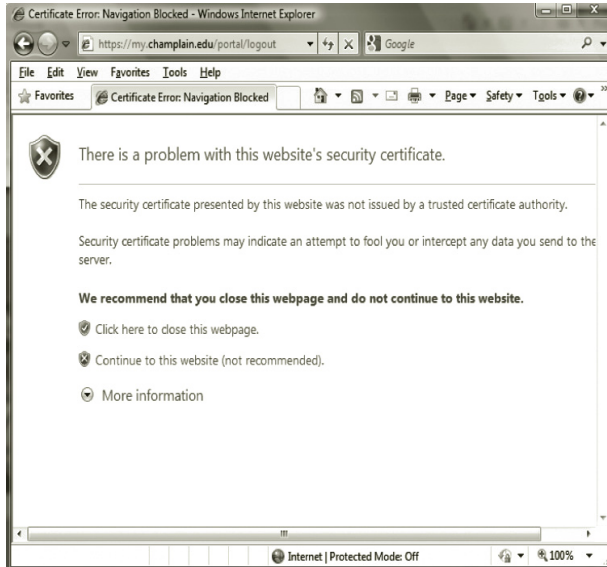 Certificate Error: Navigation Blocked - Windows Internet Explorer
https://my.champlain.edu/portal/logout
Google
File Edit View Favorites Tools Help
Favorites Certificate Error: Navigation Blocked Page Safety Tools
There is a problem with this website's security certificate.
The security certificate presented by this website was not issued by a trusted certificate authority.
Security certificate problems may indicate an attempt to fool you or intercept any data you send to the
server.
We recommend that you close this webpage and do not continue to this website.
Click here to close this webpage.
Continue to this website (not recommended).
More information
Internet | Protected Mode: Off 100%